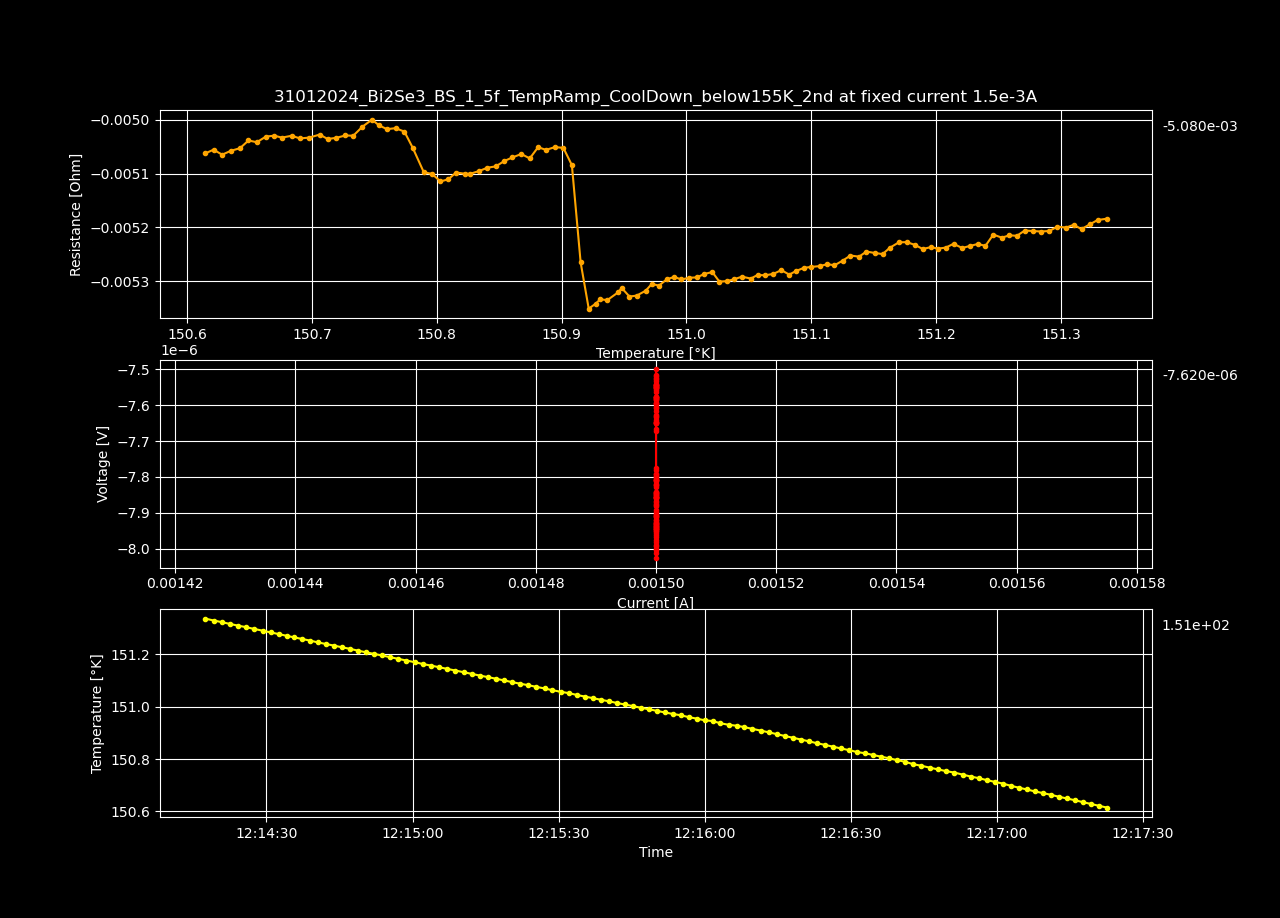 31012024_Bi2Se3_BS_1_5f_TempRamp_CoolDown_below155K_2nd at fixed current 1.5e-3A
-5.080e-03
Resistance [Ohm]
−0.0050
−0.0051
−0.0052
−0.0053
150.6 150.7 150.8 150.9 151.0 151.1 151.2 151.3
Temperature [°K]
1e−6
-7.620e-06
Voltage [V]
−7.5
−7.6
−7.7
−7.8
−7.9
−8.0
0.00142 0.00144 0.00146 0.00148 0.00150 0.00152 0.00154 0.00156 0.00158
Current [A]
1.51e+02
Temperature [°K]
151.2
151.0
150.8
150.6
12:14:30 12:15:00 12:15:30 12:16:00 12:16:30 12:17:00 12:17:30
Time